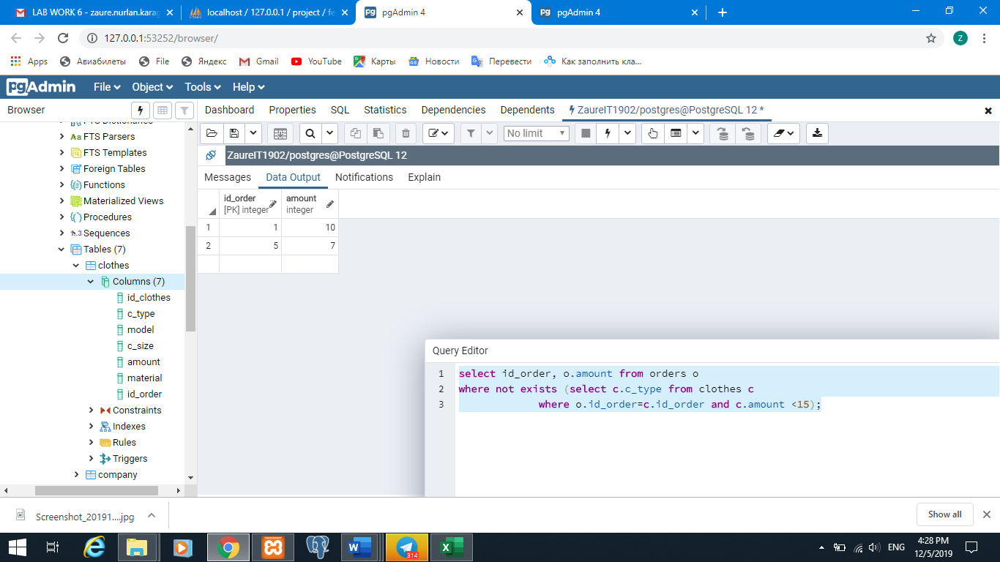 LAB WORK 6 - zaure.nurlan.karag
localhost / 127.0.0.1 / project / fe
pgAdmin 4
pgAdmin 4
127.0.0.1:53252/browser/
Z
Apps
Авиабилеты
File
Яндекс
Gmail
YouTube
Карты
Новости
Перевести
Как заполнить кла...
pgAdmin
File
Object
Tools
Help
Browser
Dashboard
Properties
SQL
Statistics
Dependencies
Dependents
ZaureIT1902/postgres@PostgreSQL 12 *
No limit
ZaureIT1902/postgres@PostgreSQL 12
FTS Dictionaries
FTS Parsers
FTS Templates
Foreign Tables
Functions
Materialized Views
Procedures
Sequences
Tables (7)
clothes
Columns (7)
id_clothes
c_type
model
c_size
amount
material
id_order
Constraints
Indexes
Rules
Triggers
company
Messages
Data Output
Notifications
Explain
id_order
[PK] integer
amount
integer
1 1 10
2 5 7
Query Editor
1 select id_order, o.amount from orders o
2 where not exists (select c.c_type from clothes c
3 where o.id_order=c.id_order and c.amount <15);
Screenshot_20191....jpg
Show all
314
ENG
4:28 PM
12/5/2019